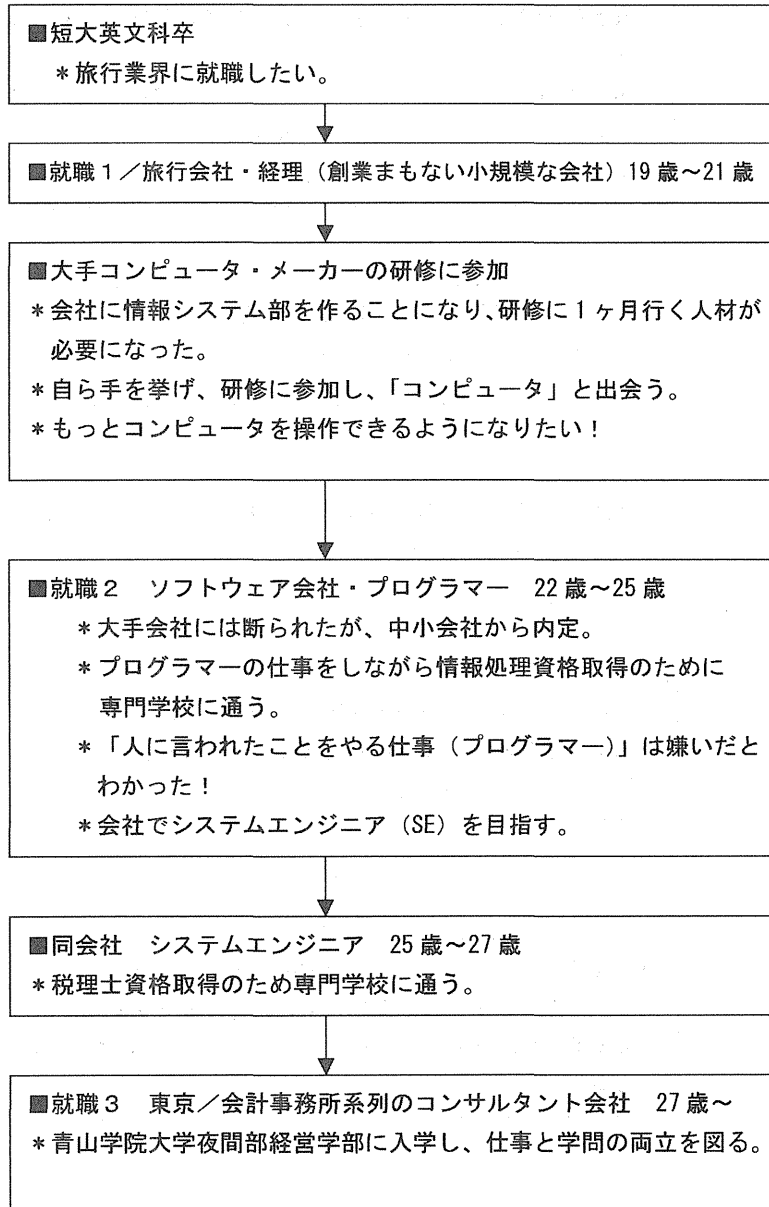 ■短大英文科卒
＊旅行業界に就職したい。
■就職１／旅行会社・経理（創業まもない小規模な会社）19歳～21歳
■大手コンピュータ・メーカーの研修に参加
＊会社に情報システム部を作ることになり、研修に１ヶ月行く人材が
必要になった。
＊自ら手を挙げ、研修に参加し、「コンピュータ」と出会う。
＊もっとコンピュータを操作できるようになりたい！
■就職２　ソフトウェア会社・プログラマー　22歳～25歳
＊大手会社には断られたが、中小会社から内定。
＊プログラマーの仕事をしながら情報処理資格取得のために
専門学校に通う。
＊「人に言われたことをやる仕事（プログラマー）」は嫌いだと
わかった！
＊会社でシステムエンジニア（SE）を目指す。
■同会社　システムエンジニア　25歳～27歳
＊税理士資格取得のため専門学校に通う。
■就職３　東京／会計事務所系列のコンサルタント会社　27歳～
＊青山学院大学夜間部経営学部に入学し、仕事と学問の両立を図る。